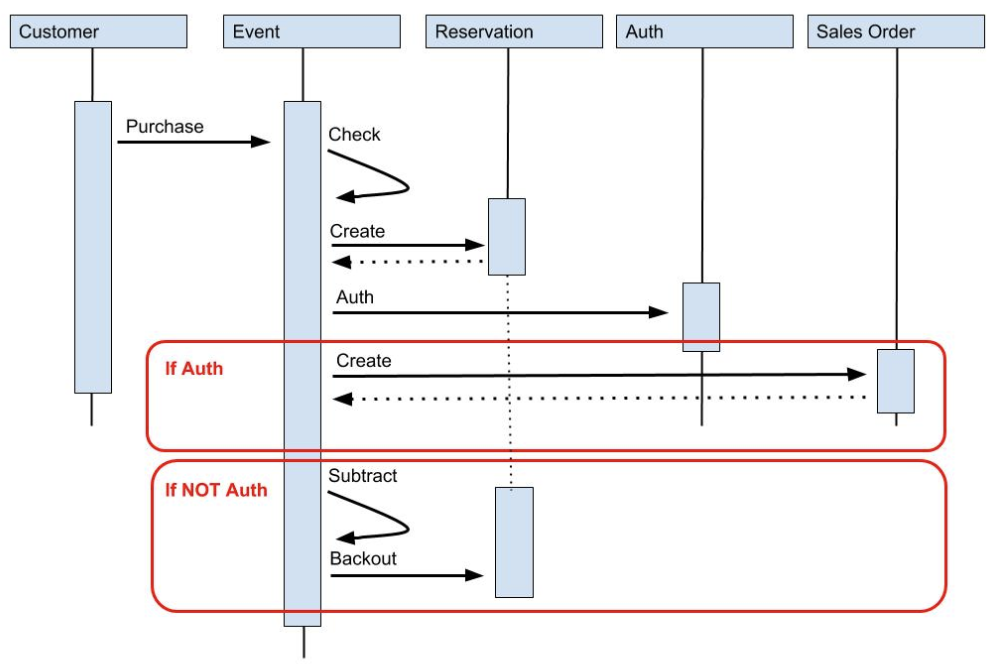 Customer
Event
Reservation
Auth
Sales Order
Purchase
Check
Create
Auth
If Auth
Create
If NOT Auth
Subtract
Backout